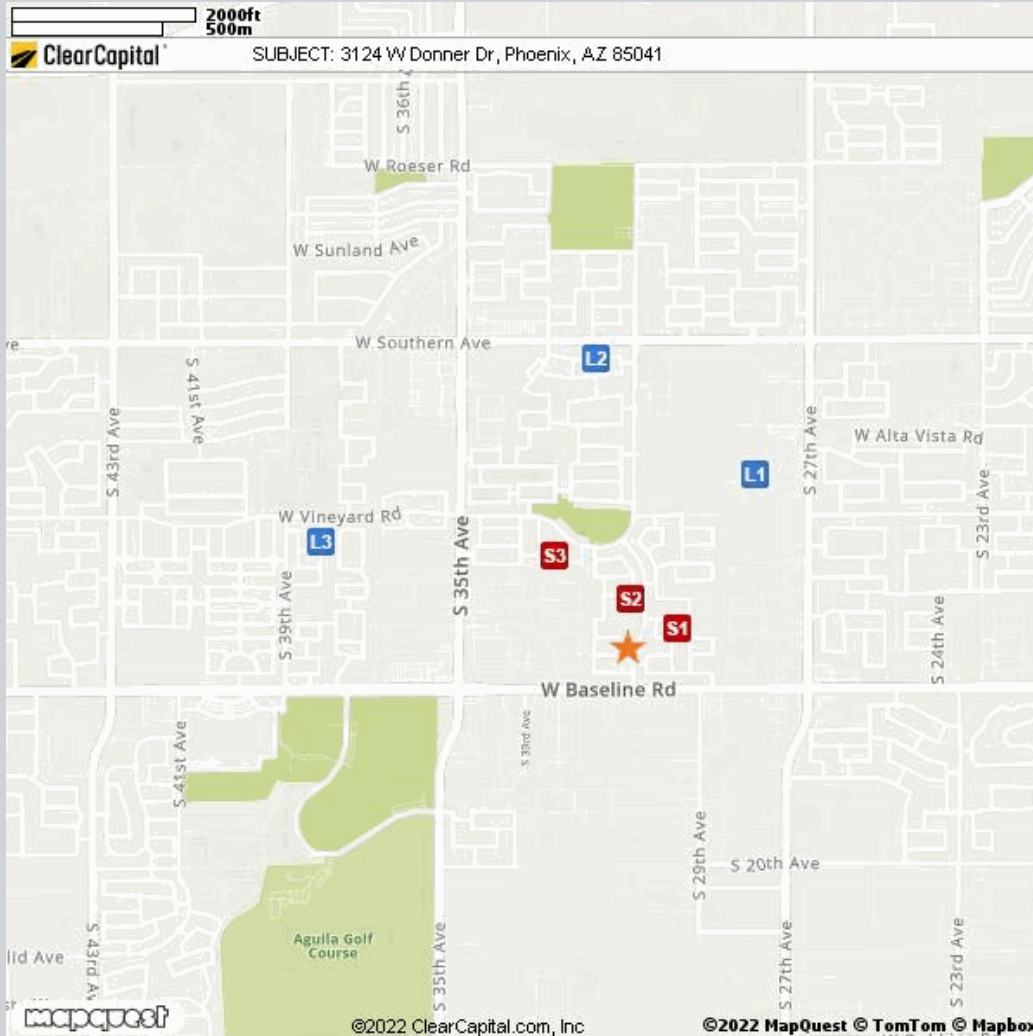 2000ft
500m
ClearCapital
SUBJECT: 3124 W Donner Dr, Phoenix, AZ 85041
S 36th
W Roeser Rd
W Sunland Ave
W Southern Ave
L2
S 41st Ave
S 43rd Ave
S 27th Ave
W Alta Vista Rd
L1
S 23rd Ave
W Vineyard Rd
L3
S 35th Ave
S3
S 39th Ave
S2
S1
S 24th Ave
W Baseline Rd
S 41st Ave
S 33rd Ave
S 29th Ave
S 20th Ave
Aguila Golf
Course
S 43rd Av
lid Ave
S 35th Ave
S 27th Ave
S 23rd Ave
mapquest
©2022 ClearCapital.com, Inc
©2022 MapQuest © TomTom © Mapbox